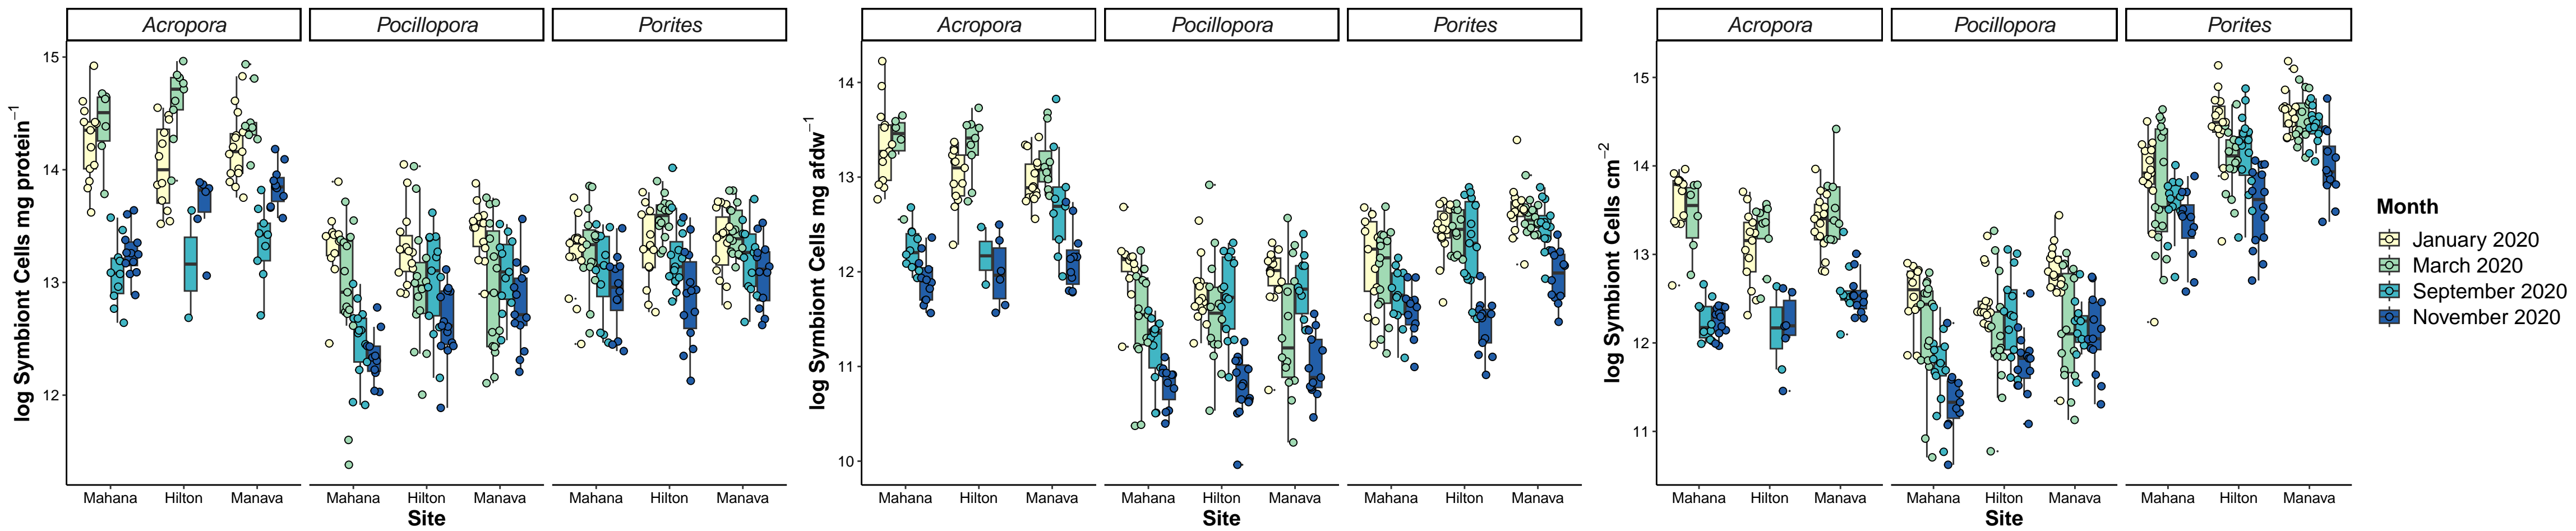 Acropora Pocillopora Porites
log Symbiont Cells mg protein⁻¹
15
14
13
12
Mahana Hilton Manava Mahana Hilton Manava Mahana Hilton Manava
Site
Acropora Pocillopora Porites
log Symbiont Cells mg afdw⁻¹
14
13
12
11
10
Mahana Hilton Manava Mahana Hilton Manava Mahana Hilton Manava
Site
Acropora Pocillopora Porites
log Symbiont Cells cm⁻²
15
14
13
12
11
Mahana Hilton Manava Mahana Hilton Manava Mahana Hilton Manava
Site
Month
January 2020
March 2020
September 2020
November 2020